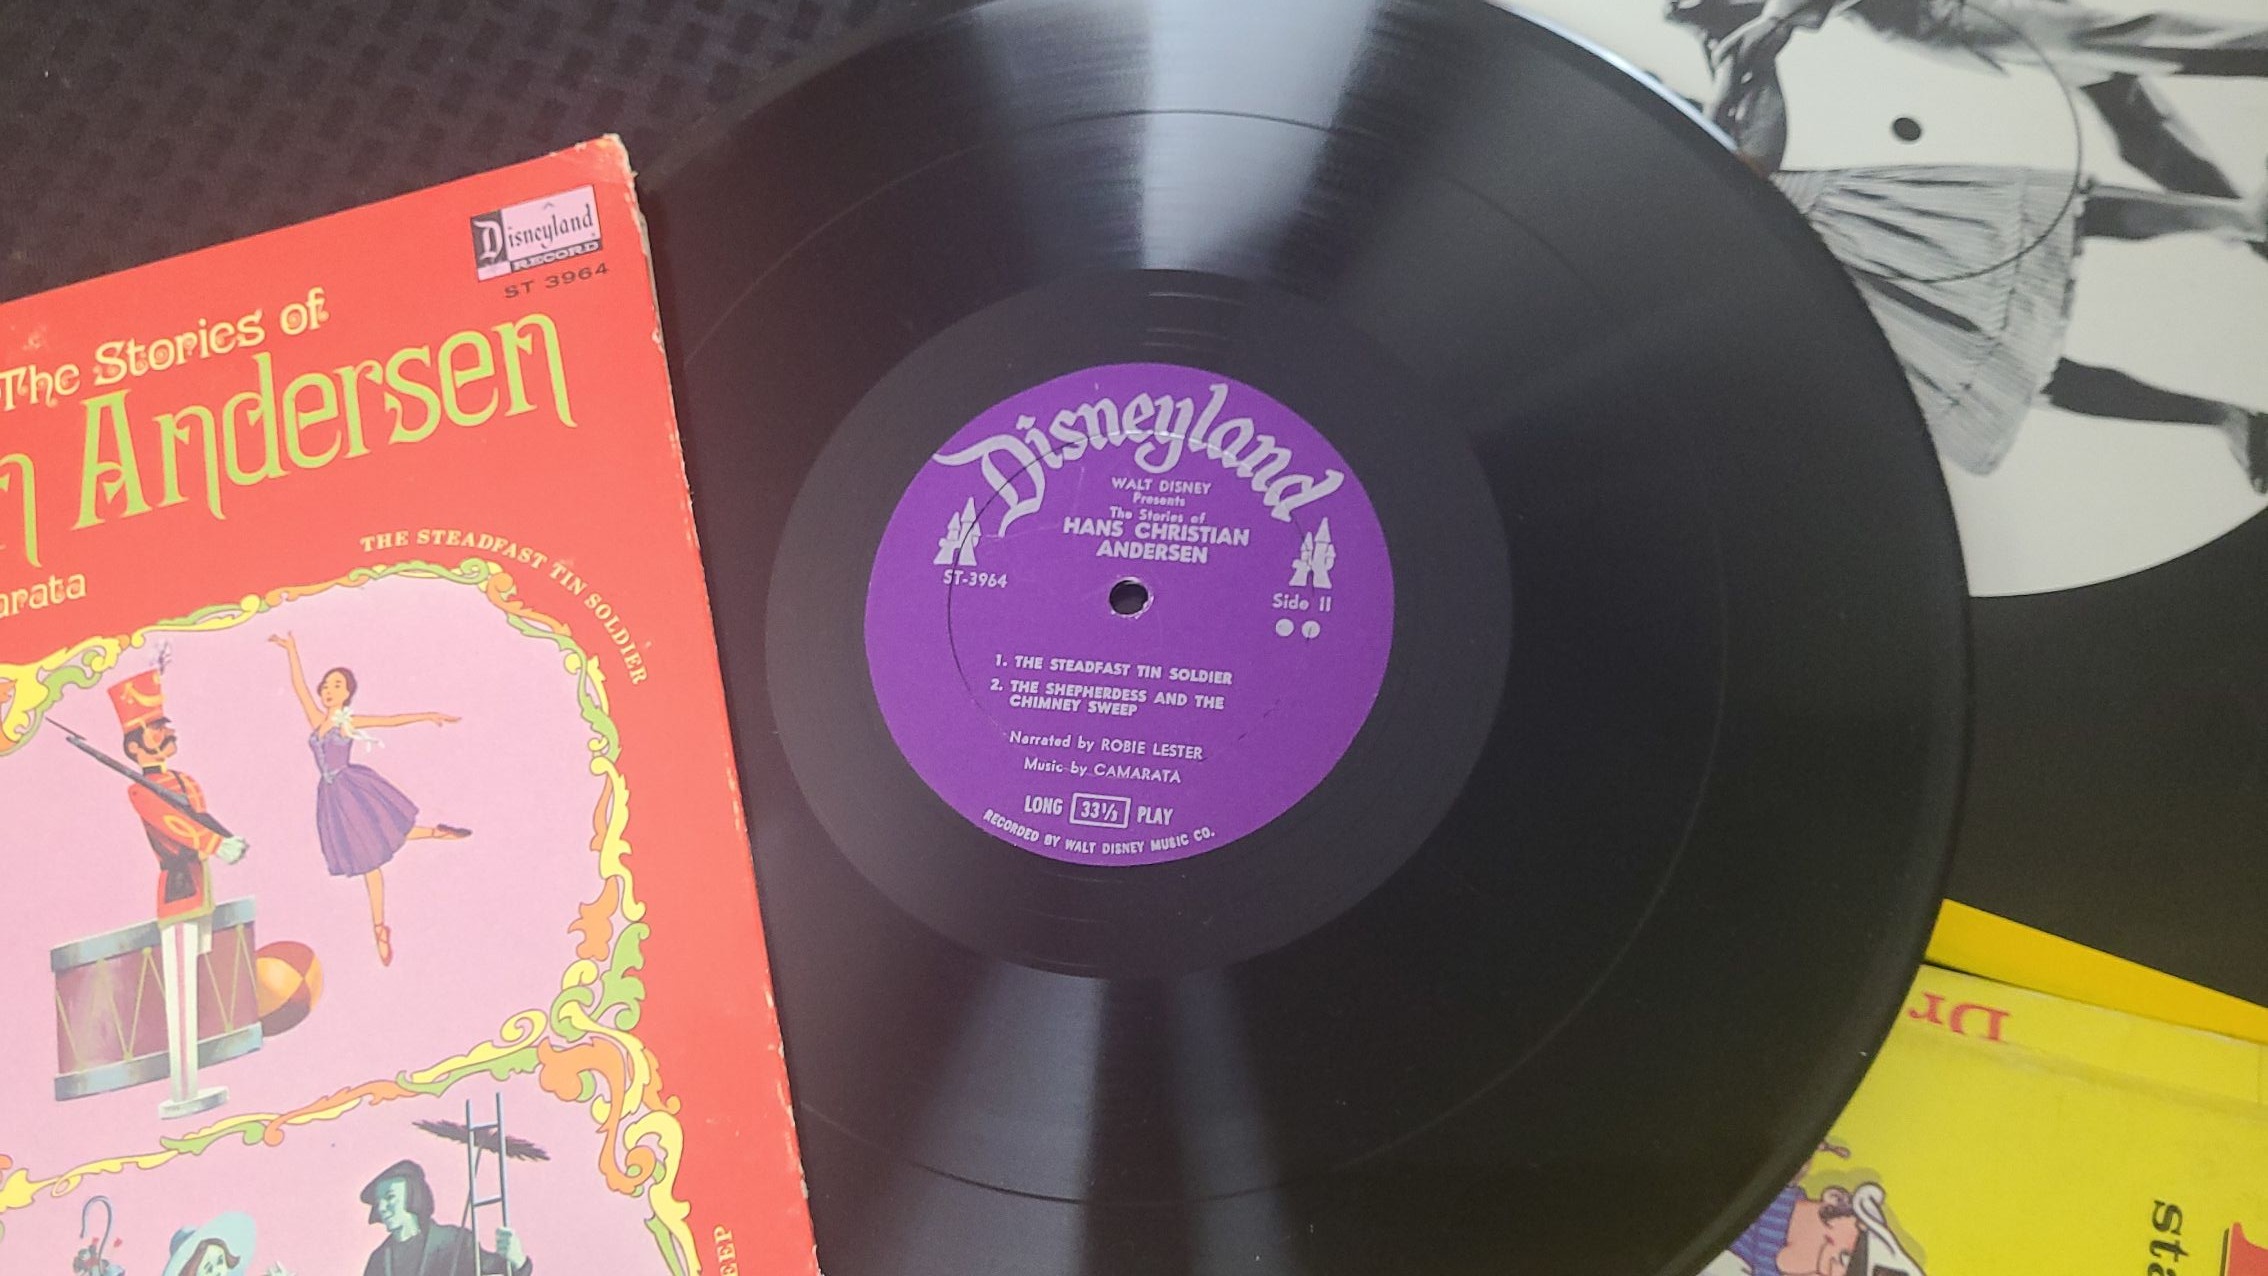 Disneyland
RECORD
ST 3964
The Stories of
Andersen
THE STEADFAST TIN SOLDIER
Disneyland
WALT DISNEY
Presents
The Stories of
HANS CHRISTIAN
ANDERSEN
ST-3964
Side II
1. THE STEADFAST TIN SOLDIER
2. THE SHEPHERDESS AND THE
CHIMNEY SWEEP
Narrated by ROBIE LESTER
Music by CAMARATA
LONG 33⅓ PLAY
RECORDED BY WALT DISNEY MUSIC CO.
Dr